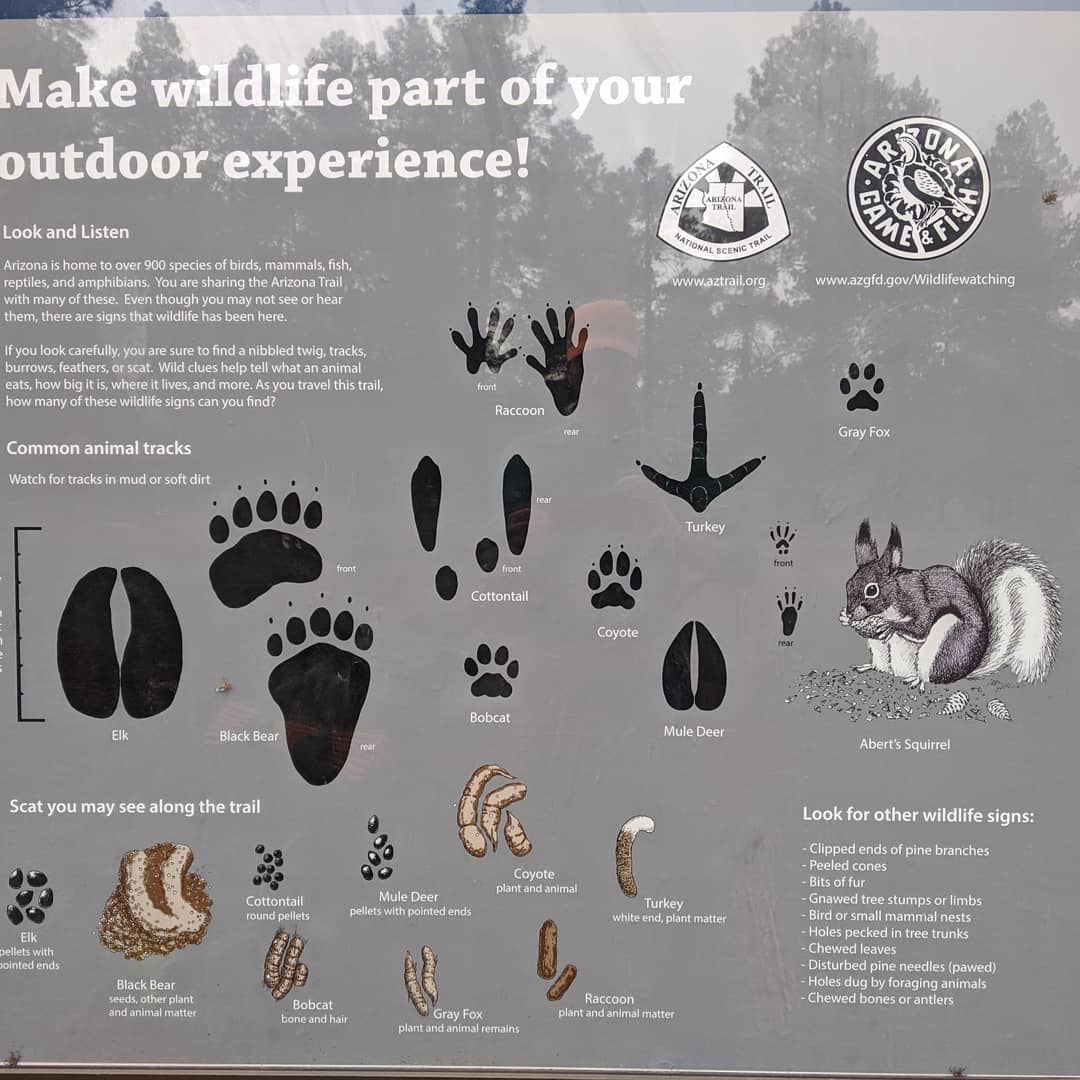 Make wildlife part of your
outdoor experience!
ARIZONA TRAIL
ARIZONA
TRAIL
NATIONAL SCENIC TRAIL
www.aztrail.org
ARIZONA
GAME & FISH
www.azgfd.gov/Wildlifewatching
Look and Listen
Arizona is home to over 900 species of birds, mammals, fish,
reptiles, and amphibians. You are sharing the Arizona Trail
with many of these. Even though you may not see or hear
them, there are signs that wildlife has been here.
If you look carefully, you are sure to find a nibbled twig, tracks,
burrows, feathers, or scat. Wild clues help tell what an animal
eats, how big it is, where it lives, and more. As you travel this trail,
how many of these wildlife signs can you find?
Common animal tracks
Watch for tracks in mud or soft dirt
front
Raccoon
rear
Gray Fox
Turkey
rear
front
Cottontail
front
Coyote
front
rear
Elk
Black Bear
rear
Bobcat
Mule Deer
Abert's Squirrel
Scat you may see along the trail
Elk
pellets with
pointed ends
Black Bear
seeds, other plant
and animal matter
Cottontail
round pellets
Bobcat
bone and hair
Mule Deer
pellets with pointed ends
Gray Fox
plant and animal remains
Coyote
plant and animal
Raccoon
plant and animal matter
Turkey
white end, plant matter
Look for other wildlife signs:
- Clipped ends of pine branches
- Peeled cones
- Bits of fur
- Gnawed tree stumps or limbs
- Bird or small mammal nests
- Holes pecked in tree trunks
- Chewed leaves
- Disturbed pine needles (pawed)
- Holes dug by foraging animals
- Chewed bones or antlers